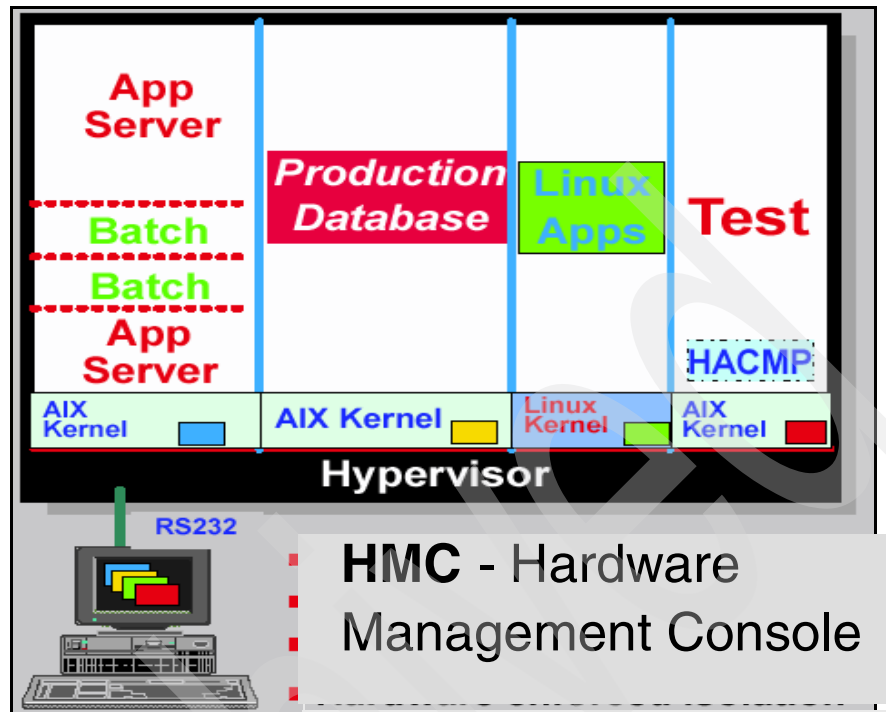 App
Server
Batch
Batch
App
Server
Production
Database
Linux
Apps
Test
HACMP
AIX
Kernel
AIX Kernel
Linux
Kernel
AIX
Kernel
Hypervisor
RS232
HMC - Hardware
Management Console